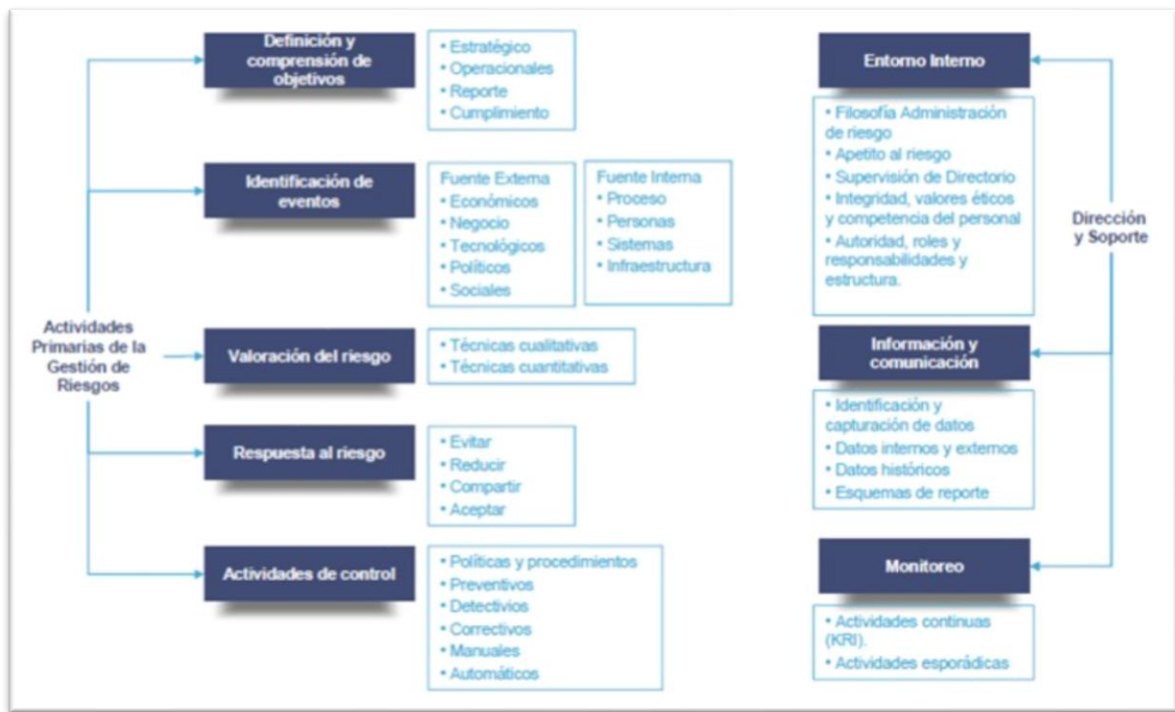 Definición y
comprensión de
objetivos
• Estratégico
• Operacionales
• Reporte
• Cumplimiento
Identificación de
eventos
Fuente Externa
• Económicos
• Negocio
• Tecnológicos
• Políticos
• Sociales
Fuente Interna
• Proceso
• Personas
• Sistemas
• Infraestructura
Actividades
Primarias de la
Gestión de
Riesgos
Valoración del riesgo
• Técnicas cualitativas
• Técnicas cuantitativas
Respuesta al riesgo
• Evitar
• Reducir
• Compartir
• Aceptar
Actividades de control
• Políticas y procedimientos
• Preventivos
• Detectivios
• Correctivos
• Manuales
• Automáticos
Entorno Interno
• Filosofía Administración
de riesgo
• Apetito al riesgo
• Supervisión de Directorio
• Integridad, valores éticos
y competencia del personal
• Autoridad, roles y
responsabilidades y
estructura.
Dirección
y Soporte
Información y
comunicación
• Identificación y
capturación de datos
• Datos internos y externos
• Datos históricos
• Esquemas de reporte
Monitoreo
• Actividades continuas
(KRI).
• Actividades esporádicas